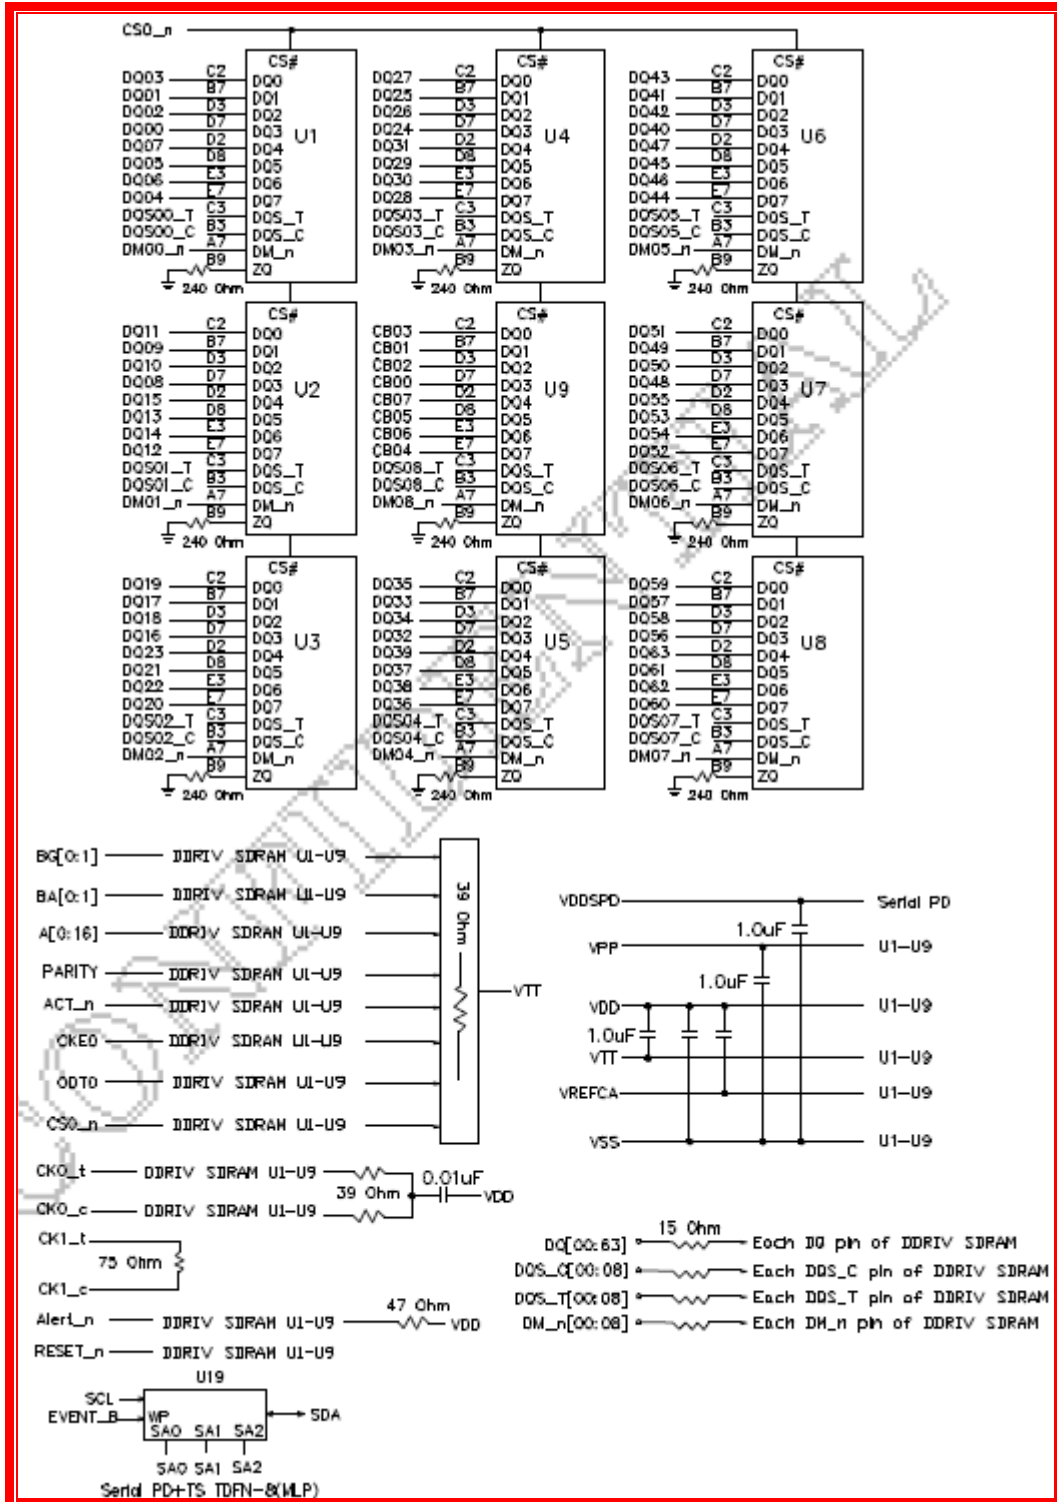 CS0_n
CS#
DQ03 C2 DQ0
DQ01 B7 DQ1
DQ02 D3 DQ2
DQ00 D7 DQ3
DQ07 D2 DQ4
DQ05 D8 DQ5
DQ06 E3 DQ6
DQ04 E7 DQ7
DQS00_T C3 DQS_T
DQS00_C B3 DQS_C
DM00_n A7 DM_n
B9 ZQ
240 Ohm
U1
CS#
DQ27 C2 DQ0
DQ25 B7 DQ1
DQ26 D3 DQ2
DQ24 D7 DQ3
DQ31 D2 DQ4
DQ29 D8 DQ5
DQ30 E3 DQ6
DQ28 E7 DQ7
DQS03_T C3 DQS_T
DQS03_C B3 DQS_C
DM03_n A7 DM_n
B9 ZQ
240 Ohm
U4
CS#
DQ43 C2 DQ0
DQ41 B7 DQ1
DQ42 D3 DQ2
DQ40 D7 DQ3
DQ47 D2 DQ4
DQ45 D8 DQ5
DQ46 E3 DQ6
DQ44 E7 DQ7
DQS05_T C3 DQS_T
DQS05_C B3 DQS_C
DM05_n A7 DM_n
B9 ZQ
240 Ohm
U6
CS#
DQ11 C2 DQ0
DQ09 B7 DQ1
DQ10 D3 DQ2
DQ08 D7 DQ3
DQ15 D2 DQ4
DQ13 D8 DQ5
DQ14 E3 DQ6
DQ12 E7 DQ7
DQS01_T C3 DQS_T
DQS01_C B3 DQS_C
DM01_n A7 DM_n
B9 ZQ
240 Ohm
U2
CS#
CB03 C2 DQ0
CB01 B7 DQ1
CB02 D3 DQ2
CB00 D7 DQ3
CB07 D2 DQ4
CB05 D8 DQ5
CB06 E3 DQ6
CB04 E7 DQ7
DQS08_T C3 DQS_T
DQS08_C B3 DQS_C
DM08_n A7 DM_n
B9 ZQ
240 Ohm
U9
CS#
DQ51 C2 DQ0
DQ49 B7 DQ1
DQ50 D3 DQ2
DQ48 D7 DQ3
DQ55 D2 DQ4
DQ53 D8 DQ5
DQ54 E3 DQ6
DQ52 E7 DQ7
DQS06_T C3 DQS_T
DQS06_C B3 DQS_C
DM06_n A7 DM_n
B9 ZQ
240 Ohm
U7
CS#
DQ19 C2 DQ0
DQ17 B7 DQ1
DQ18 D3 DQ2
DQ16 D7 DQ3
DQ23 D2 DQ4
DQ21 D8 DQ5
DQ22 E3 DQ6
DQ20 E7 DQ7
DQS02_T C3 DQS_T
DQS02_C B3 DQS_C
DM02_n A7 DM_n
B9 ZQ
240 Ohm
U3
CS#
DQ35 C2 DQ0
DQ33 B7 DQ1
DQ34 D3 DQ2
DQ32 D7 DQ3
DQ39 D2 DQ4
DQ37 D8 DQ5
DQ38 E3 DQ6
DQ36 E7 DQ7
DQS04_T C3 DQS_T
DQS04_C B3 DQS_C
DM04_n A7 DM_n
B9 ZQ
240 Ohm
U5
CS#
DQ59 C2 DQ0
DQ57 B7 DQ1
DQ58 D3 DQ2
DQ56 D7 DQ3
DQ63 D2 DQ4
DQ61 D8 DQ5
DQ62 E3 DQ6
DQ60 E7 DQ7
DQS07_T C3 DQS_T
DQS07_C B3 DQS_C
DM07_n A7 DM_n
B9 ZQ
240 Ohm
U8
CONFIDENTIAL
BG[0:1] DDRIV SDRAM U1-U9
BA[0:1] DDRIV SDRAM U1-U9
A[0:16] DDRIV SDRAM U1-U9
PARITY DDRIV SDRAM U1-U9
ACT_n DDRIV SDRAM U1-U9
CKE0 DDRIV SDRAM U1-U9
ODT0 DDRIV SDRAM U1-U9
CS0_n DDRIV SDRAM U1-U9
39 Ohm
VTT
VDDSPD Serial PD
1.0uF
VPP U1-U9
1.0uF
VDD U1-U9
1.0uF
VTT U1-U9
VREFCA U1-U9
VSS U1-U9
CK0_t DDRIV SDRAM U1-U9
39 Ohm 0.01uF VDD
CK0_c DDRIV SDRAM U1-U9
CK1_t
75 Ohm
CK1_c
Alert_n DDRIV SDRAM U1-U9 47 Ohm VDD
RESET_n DDRIV SDRAM U1-U9
15 Ohm
DQ[00:63] Each DQ pin of DDRIV SDRAM
DQS_C[00:08] Each DQS_C pin of DDRIV SDRAM
DQS_T[00:08] Each DQS_T pin of DDRIV SDRAM
DM_n[00:08] Each DM_n pin of DDRIV SDRAM
U19
SCL
EVENT_B WP SDA
SA0 SA1 SA2
SA0 SA1 SA2
Serial PD+TS TDFN-8(MLP)